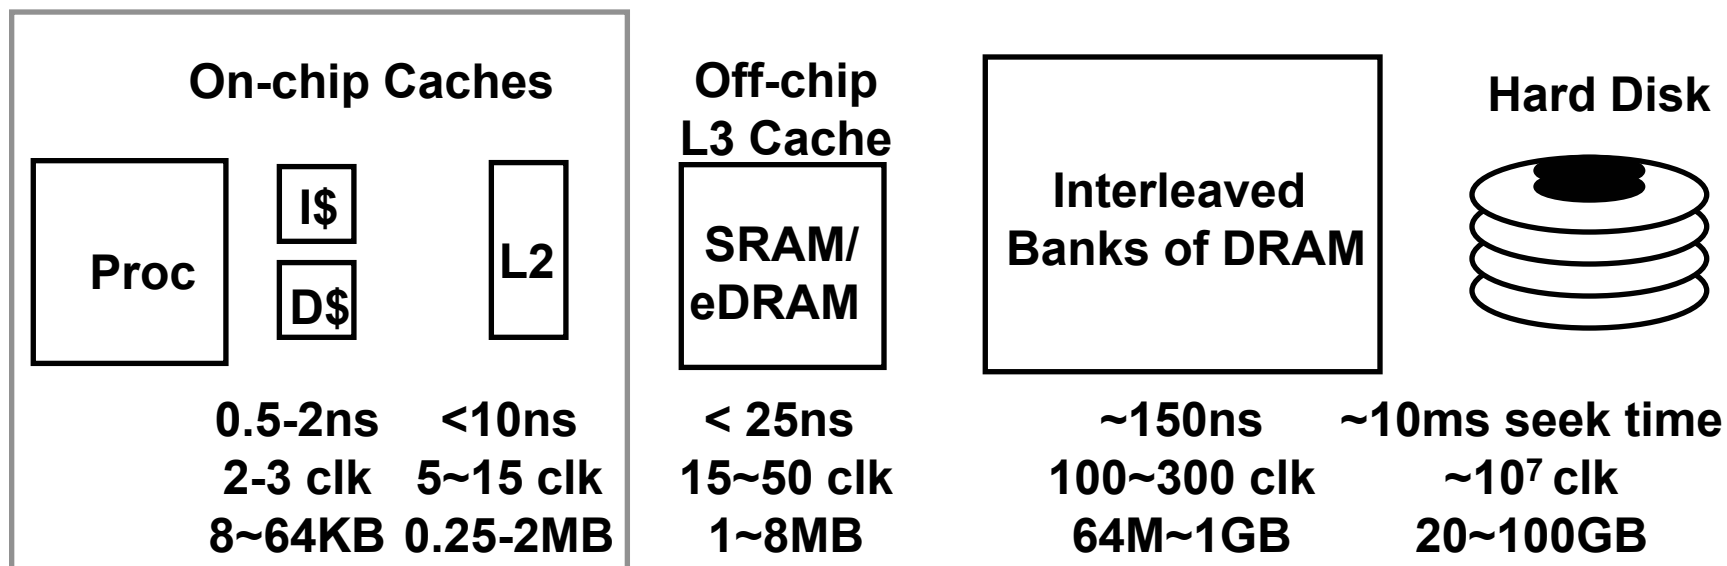 On-chip Caches
Off-chip
L3 Cache
Hard Disk
Proc
I$
D$
L2
SRAM/
eDRAM
Interleaved
Banks of DRAM
0.5-2ns <10ns < 25ns ~150ns ~10ms seek time
2-3 clk 5~15 clk 15~50 clk 100~300 clk ~10⁷ clk
8~64KB 0.25-2MB 1~8MB 64M~1GB 20~100GB